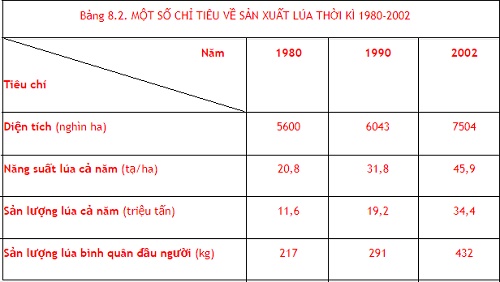 Bảng 8.2. MỘT SỐ CHỈ TIÊU VỀ SẢN XUẤT LÚA THỜI KÌ 1980-2002
Năm 1980 1990 2002
Tiêu chí
Diện tích (nghìn ha) 5600 6043 7504
Năng suất lúa cả năm (tạ/ha) 20,8 31,8 45,9
Sản lượng lúa cả năm (triệu tấn) 11,6 19,2 34,4
Sản lượng lúa bình quân đầu người (kg) 217 291 432